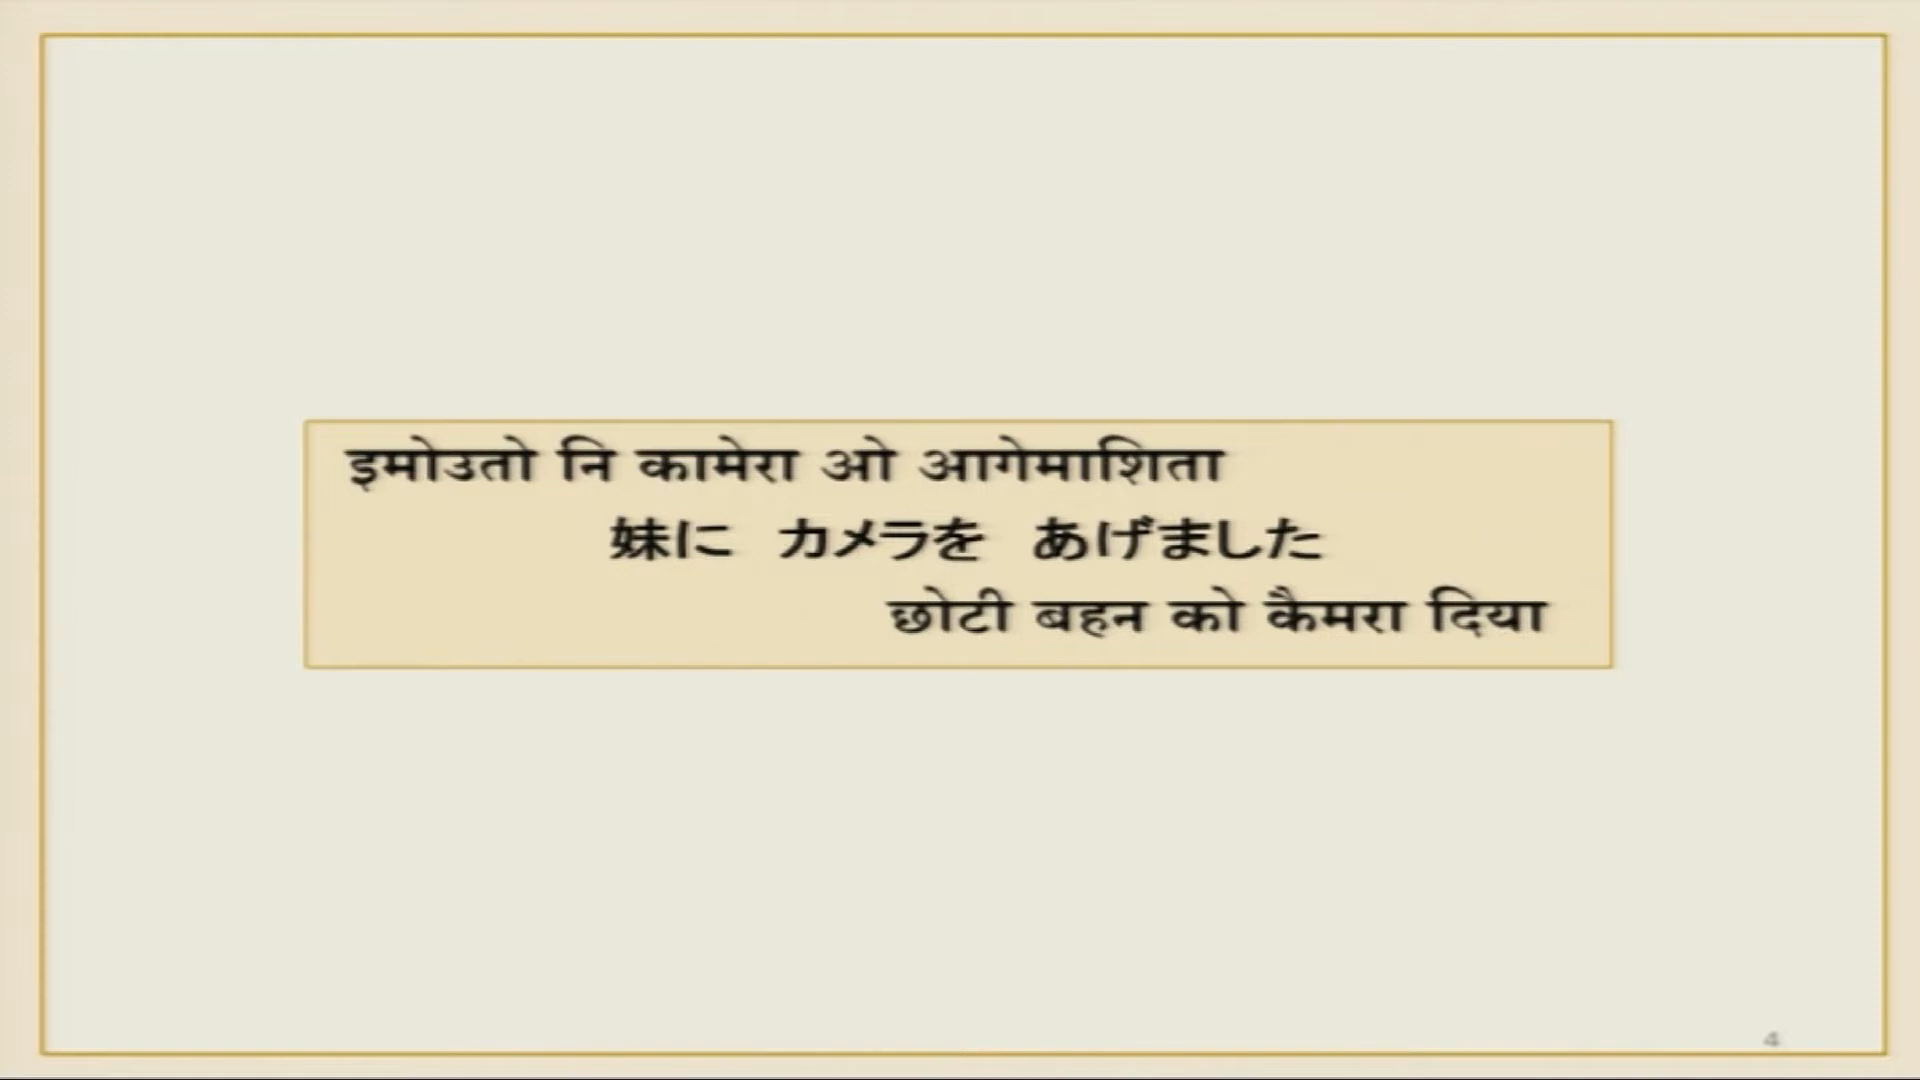 इमोउतो नि कामेरा ओ आगेमाशिता
妹に　カメラを　あげました
छोटी बहन को कैमरा दिया
4